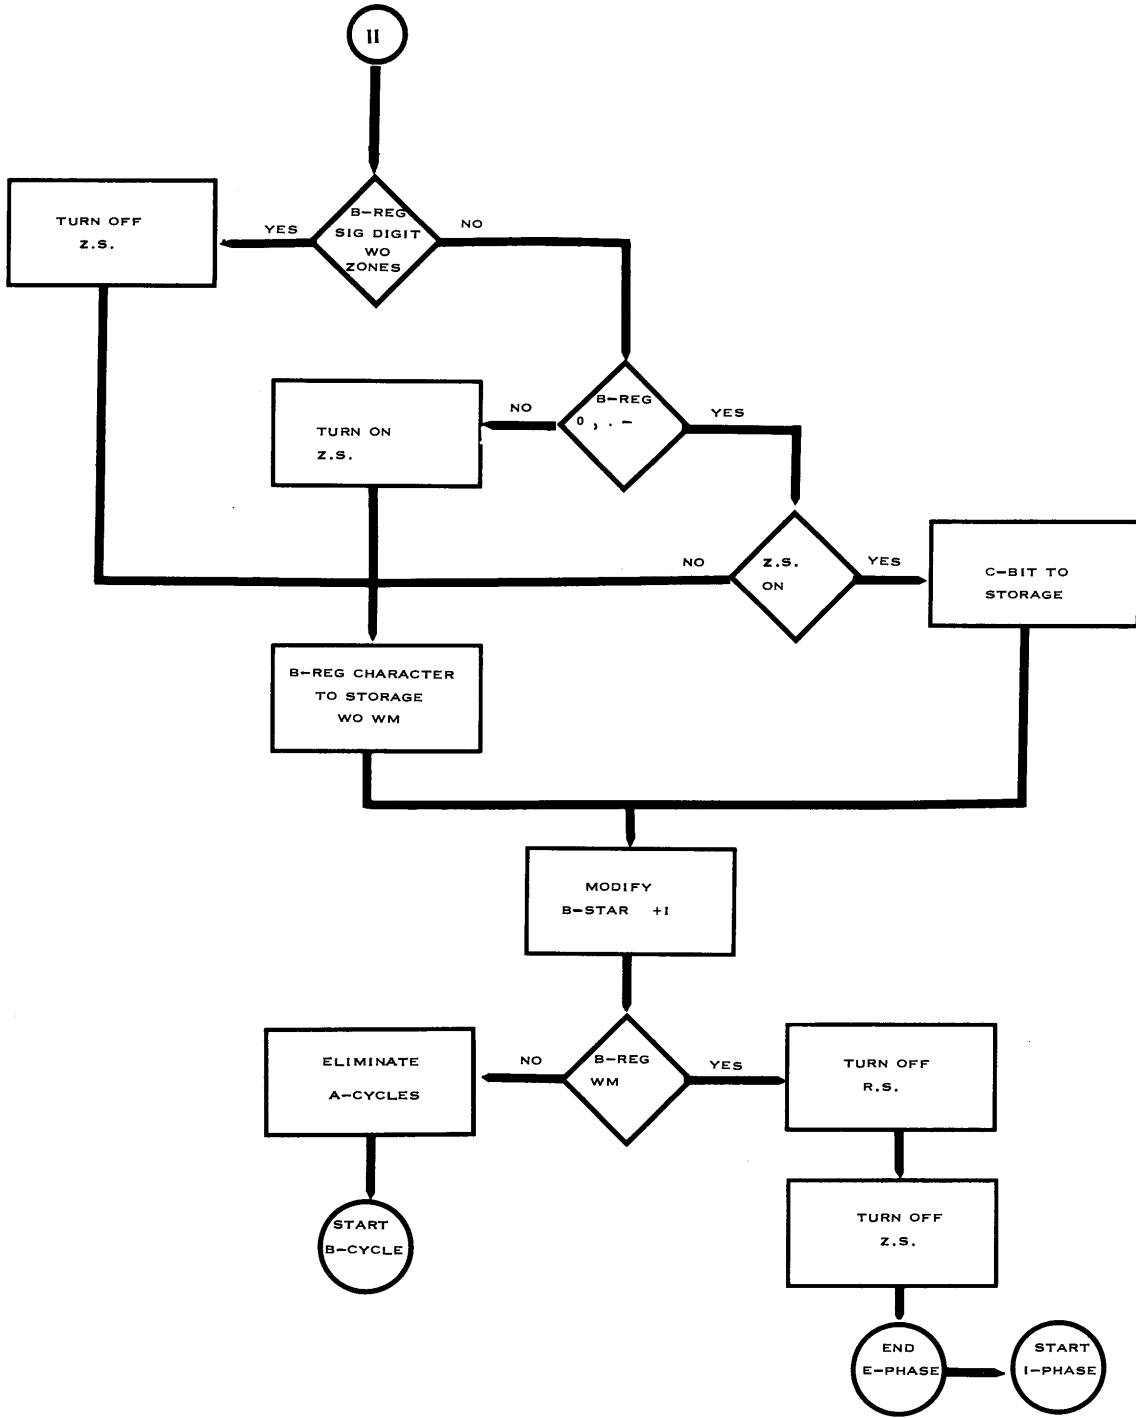 II
B-REG
SIG DIGIT
WO
ZONES
YES
NO
TURN OFF
Z.S.
B-REG
0 , . -
NO
YES
TURN ON
Z.S.
Z.S.
ON
NO
YES
C-BIT TO
STORAGE
B-REG CHARACTER
TO STORAGE
WO WM
MODIFY
B-STAR +1
B-REG
WM
NO
YES
ELIMINATE
A-CYCLES
TURN OFF
R.S.
START
B-CYCLE
TURN OFF
Z.S.
END
E-PHASE
START
I-PHASE